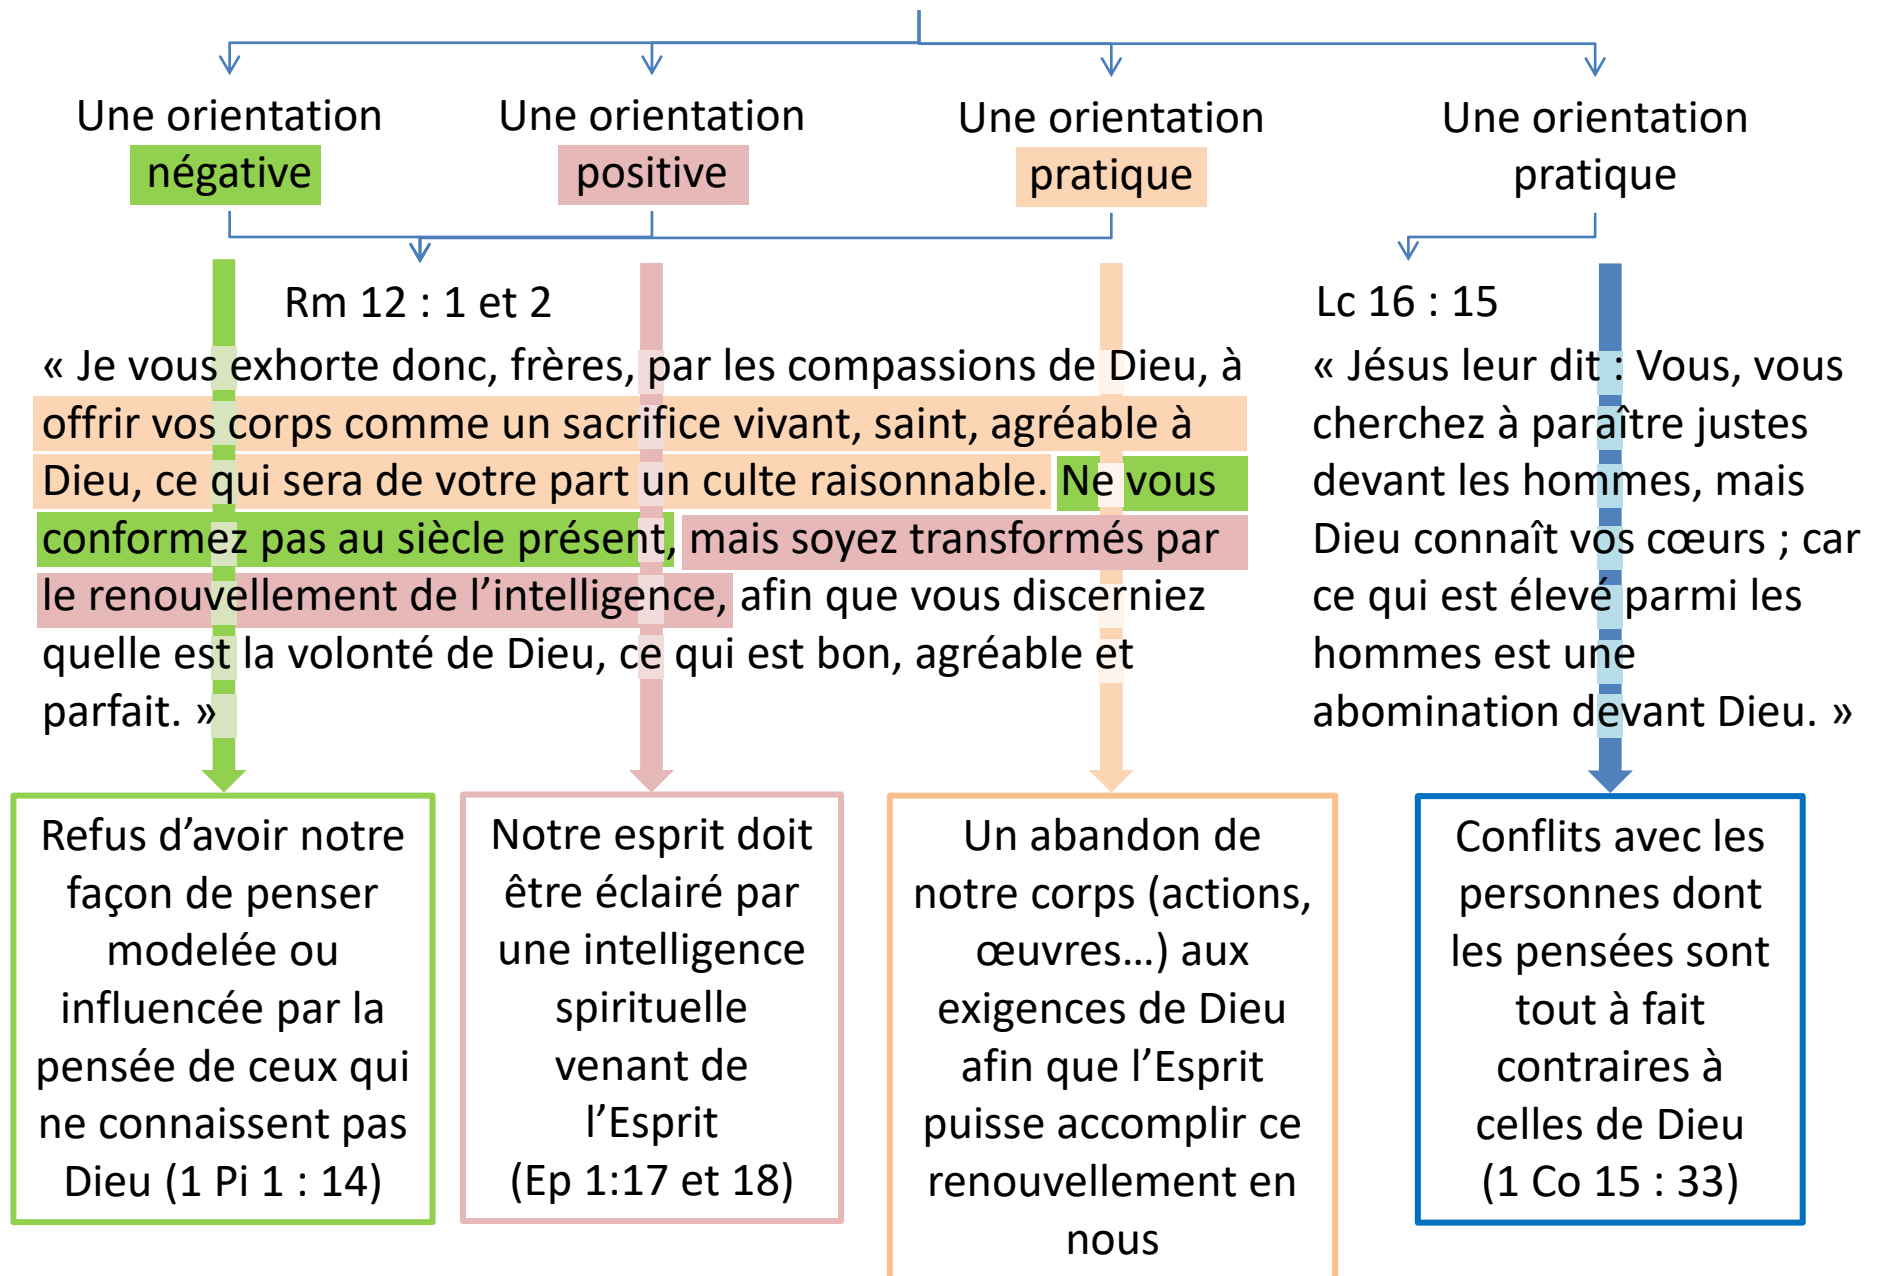 Une orientation
négative
Une orientation
positive
Une orientation
pratique
Une orientation
pratique
Rm 12 : 1 et 2
« Je vous exhorte donc, frères, par les compassions de Dieu, à
offrir vos corps comme un sacrifice vivant, saint, agréable à
Dieu, ce qui sera de votre part un culte raisonnable. Ne vous
conformez pas au siècle présent, mais soyez transformés par
le renouvellement de l’intelligence, afin que vous discerniez
quelle est la volonté de Dieu, ce qui est bon, agréable et
parfait. »
Lc 16 : 15
« Jésus leur dit : Vous, vous
cherchez à paraître justes
devant les hommes, mais
Dieu connaît vos cœurs ; car
ce qui est élevé parmi les
hommes est une
abomination devant Dieu. »
Refus d’avoir notre
façon de penser
modelée ou
influencée par la
pensée de ceux qui
ne connaissent pas
Dieu (1 Pi 1 : 14)
Notre esprit doit
être éclairé par
une intelligence
spirituelle
venant de
l’Esprit
(Ep 1:17 et 18)
Un abandon de
notre corps (actions,
œuvres…) aux
exigences de Dieu
afin que l’Esprit
puisse accomplir ce
renouvellement en
nous
Conflits avec les
personnes dont
les pensées sont
tout à fait
contraires à
celles de Dieu
(1 Co 15 : 33)